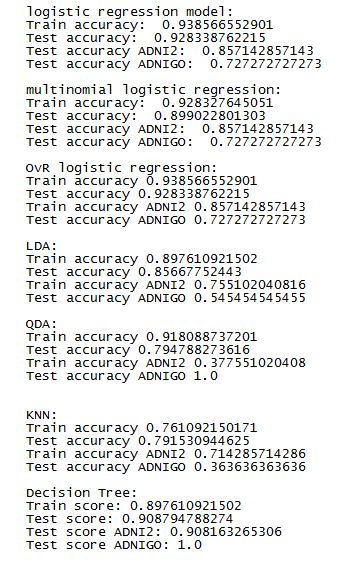 logistic regression model:
Train accuracy:  0.938566552901
Test accuracy:  0.928338762215
Test accuracy ADNI2:  0.857142857143
Test accuracy ADNIGO:  0.727272727273
multinomial logistic regression:
Train accuracy:  0.928327645051
Test accuracy:  0.899022801303
Test accuracy ADNI2:  0.857142857143
Test accuracy ADNIGO:  0.727272727273
OvR logistic regression:
Train accuracy 0.938566552901
Test accuracy 0.928338762215
Train accuracy ADNI2 0.857142857143
Test accuracy ADNIGO 0.727272727273
LDA:
Train accuracy 0.897610921502
Test accuracy 0.85667752443
Train accuracy ADNI2 0.755102040816
Test accuracy ADNIGO 0.545454545455
QDA:
Train accuracy 0.918088737201
Test accuracy 0.794788273616
Train accuracy ADNI2 0.377551020408
Test accuracy ADNIGO 1.0
KNN:
Train accuracy 0.761092150171
Test accuracy 0.791530944625
Train accuracy ADNI2 0.714285714286
Test accuracy ADNIGO 0.363636363636
Decision Tree:
Train score: 0.897610921502
Test score: 0.908794788274
Test score ADNI2: 0.908163265306
Test score ADNIGO: 1.0